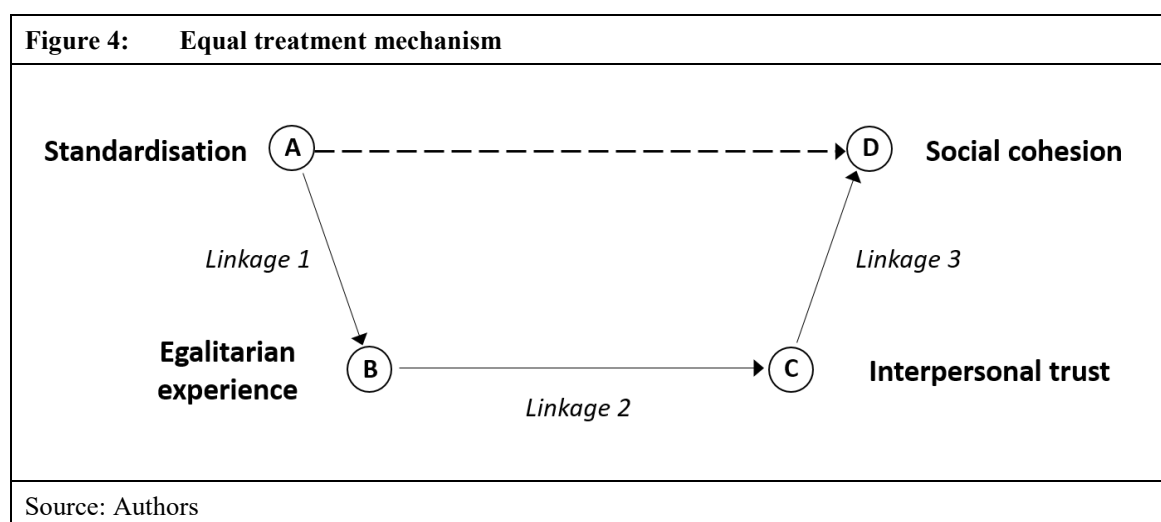 Figure 4: Equal treatment mechanism
Standardisation A D Social cohesion
Linkage 1 Linkage 3
Egalitarian
experience B C Interpersonal trust
Linkage 2
Source: Authors